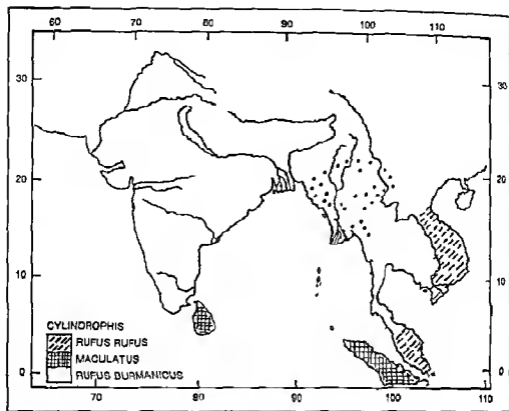 60 70 80 90 100 110
30 30
20 20
10 10
0 0
CYLINDROPHIS
RUFUS RUFUS
MACULATUS
RUFUS BURMANICUS
70 80 90 100 110